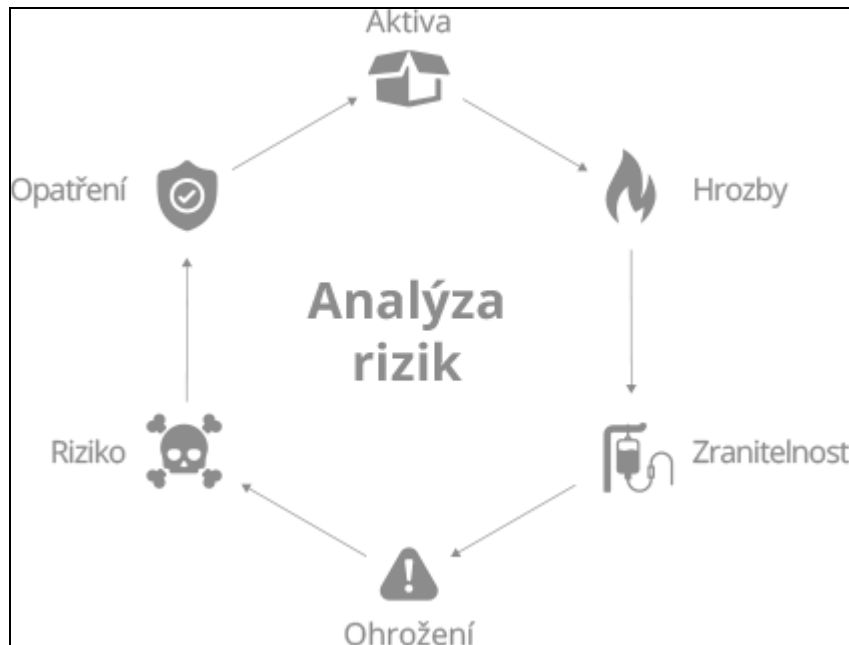 Aktiva
Opatření
Hrozby
Analýza
rizik
Riziko
Zranitelnost
Ohrožení